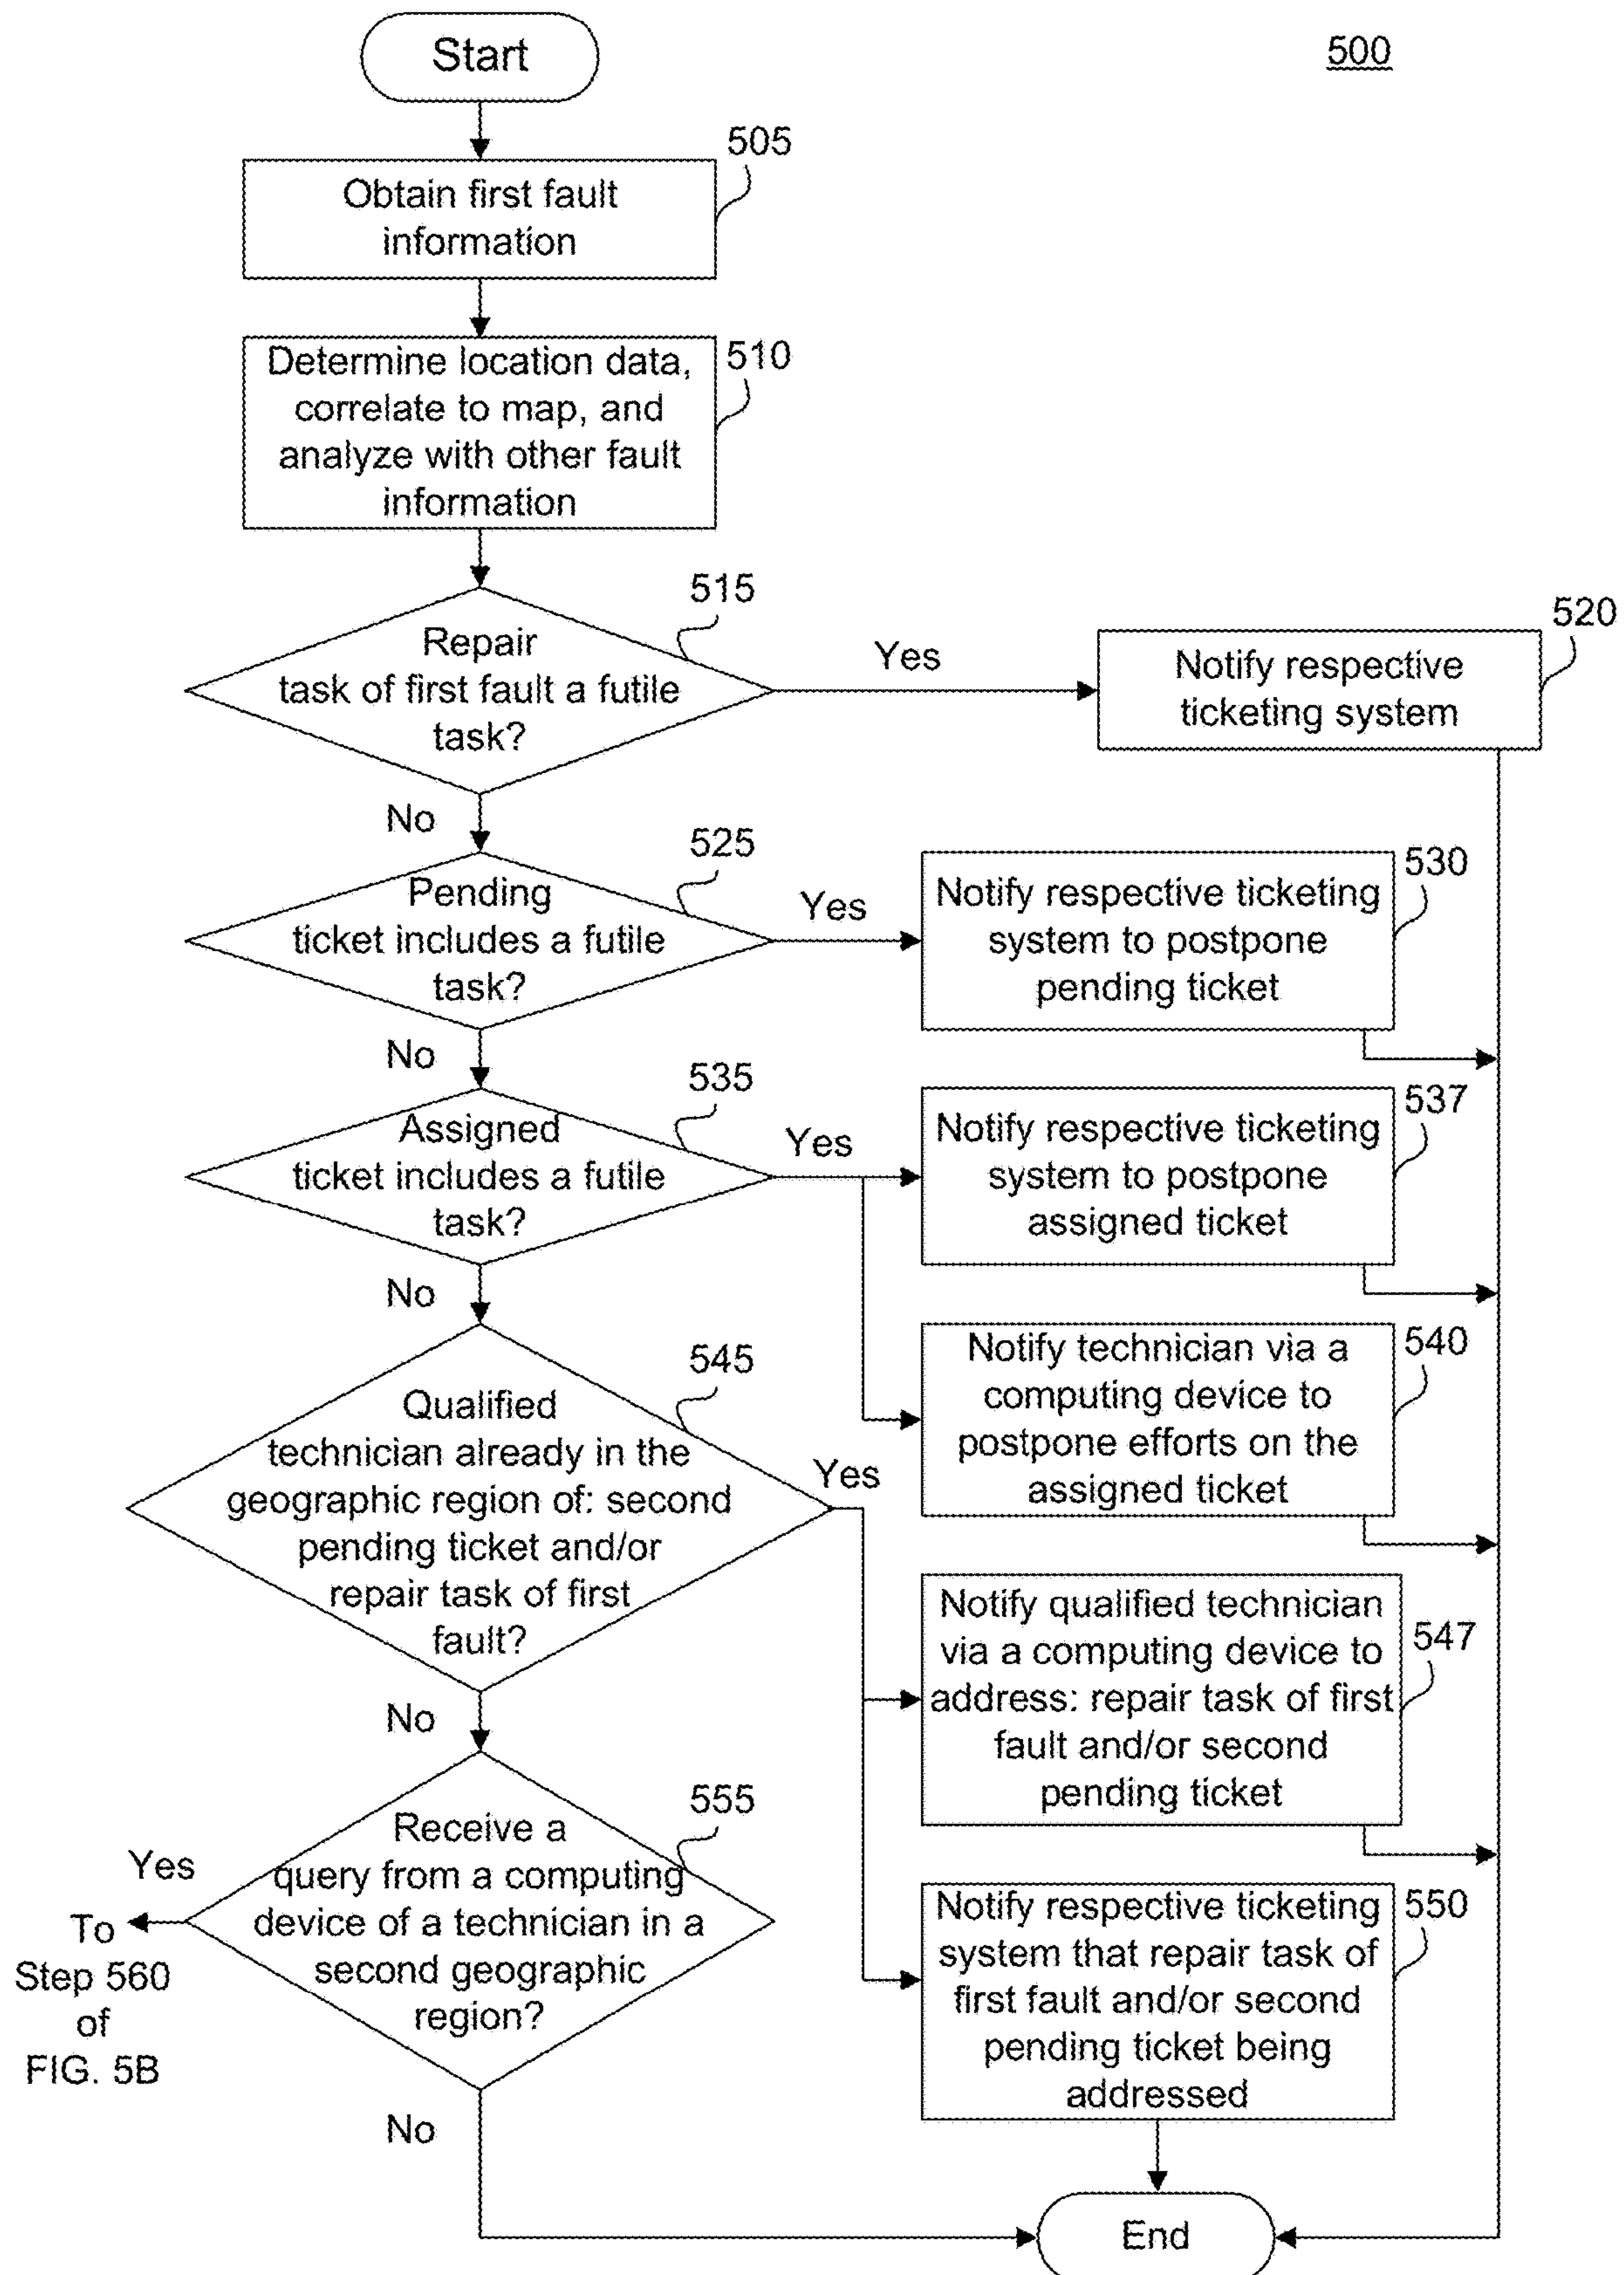 Start
500
505
Obtain first fault
information
510
Determine location data,
correlate to map, and
analyze with other fault
information
515
Repair
task of first fault a futile
task?
Yes
520
Notify respective
ticketing system
No
525
Pending
ticket includes a futile
task?
Yes
530
Notify respective ticketing
system to postpone
pending ticket
No
535
Assigned
ticket includes a futile
task?
Yes
537
Notify respective ticketing
system to postpone
assigned ticket
540
Notify technician via a
computing device to
postpone efforts on the
assigned ticket
No
545
Qualified
technician already in the
geographic region of: second
pending ticket and/or
repair task of first
fault?
Yes
547
Notify qualified technician
via a computing device to
address: repair task of first
fault and/or second
pending ticket
550
Notify respective ticketing
system that repair task of
first fault and/or second
pending ticket being
addressed
No
555
Receive a
query from a computing
device of a technician in a
second geographic
region?
Yes
To
Step 560
of
FIG. 5B
No
End